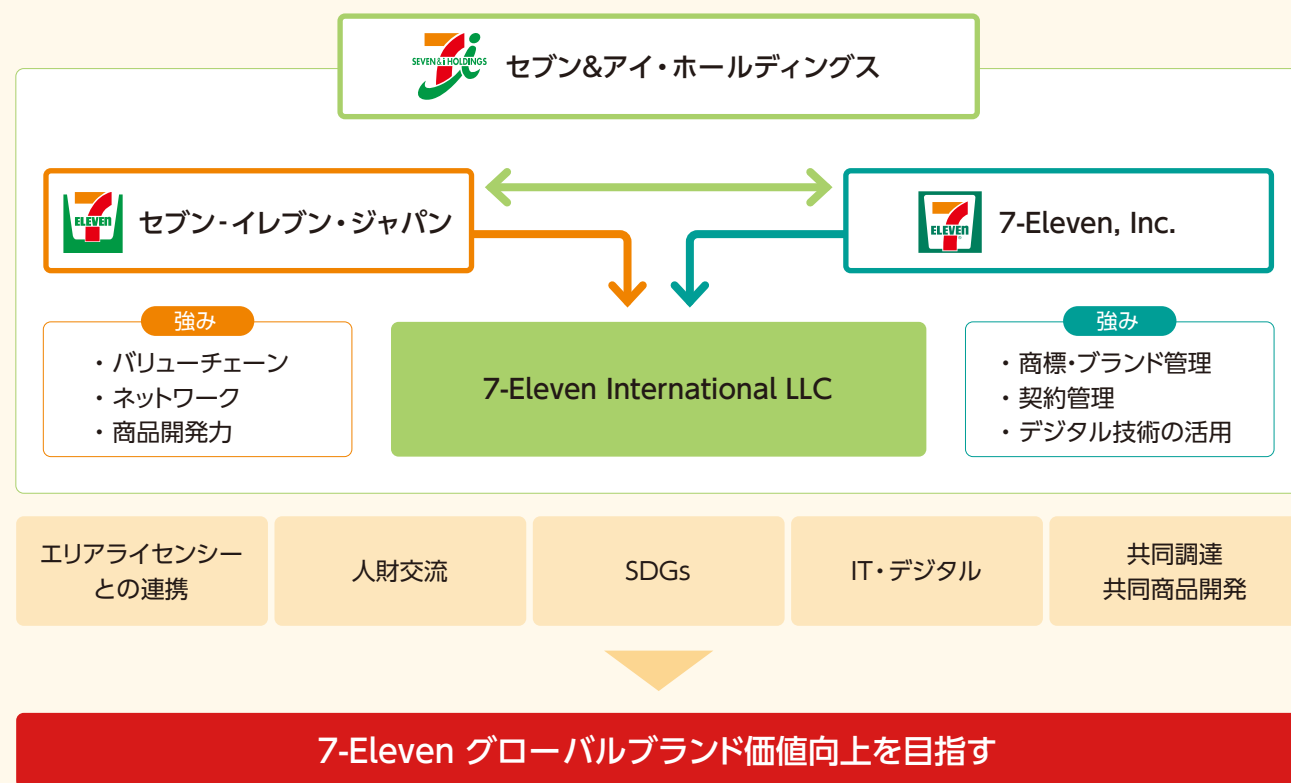 SEVEN & i HOLDINGS
セブン&アイ・ホールディングス
ELEVEN
セブン-イレブン・ジャパン
ELEVEN
7-Eleven, Inc.
強み
・バリューチェーン
・ネットワーク
・商品開発力
7-Eleven International LLC
強み
・商標・ブランド管理
・契約管理
・デジタル技術の活用
エリアライセンシー
との連携
人財交流
SDGs
IT・デジタル
共同調達
共同商品開発
7-Eleven グローバルブランド価値向上を目指す